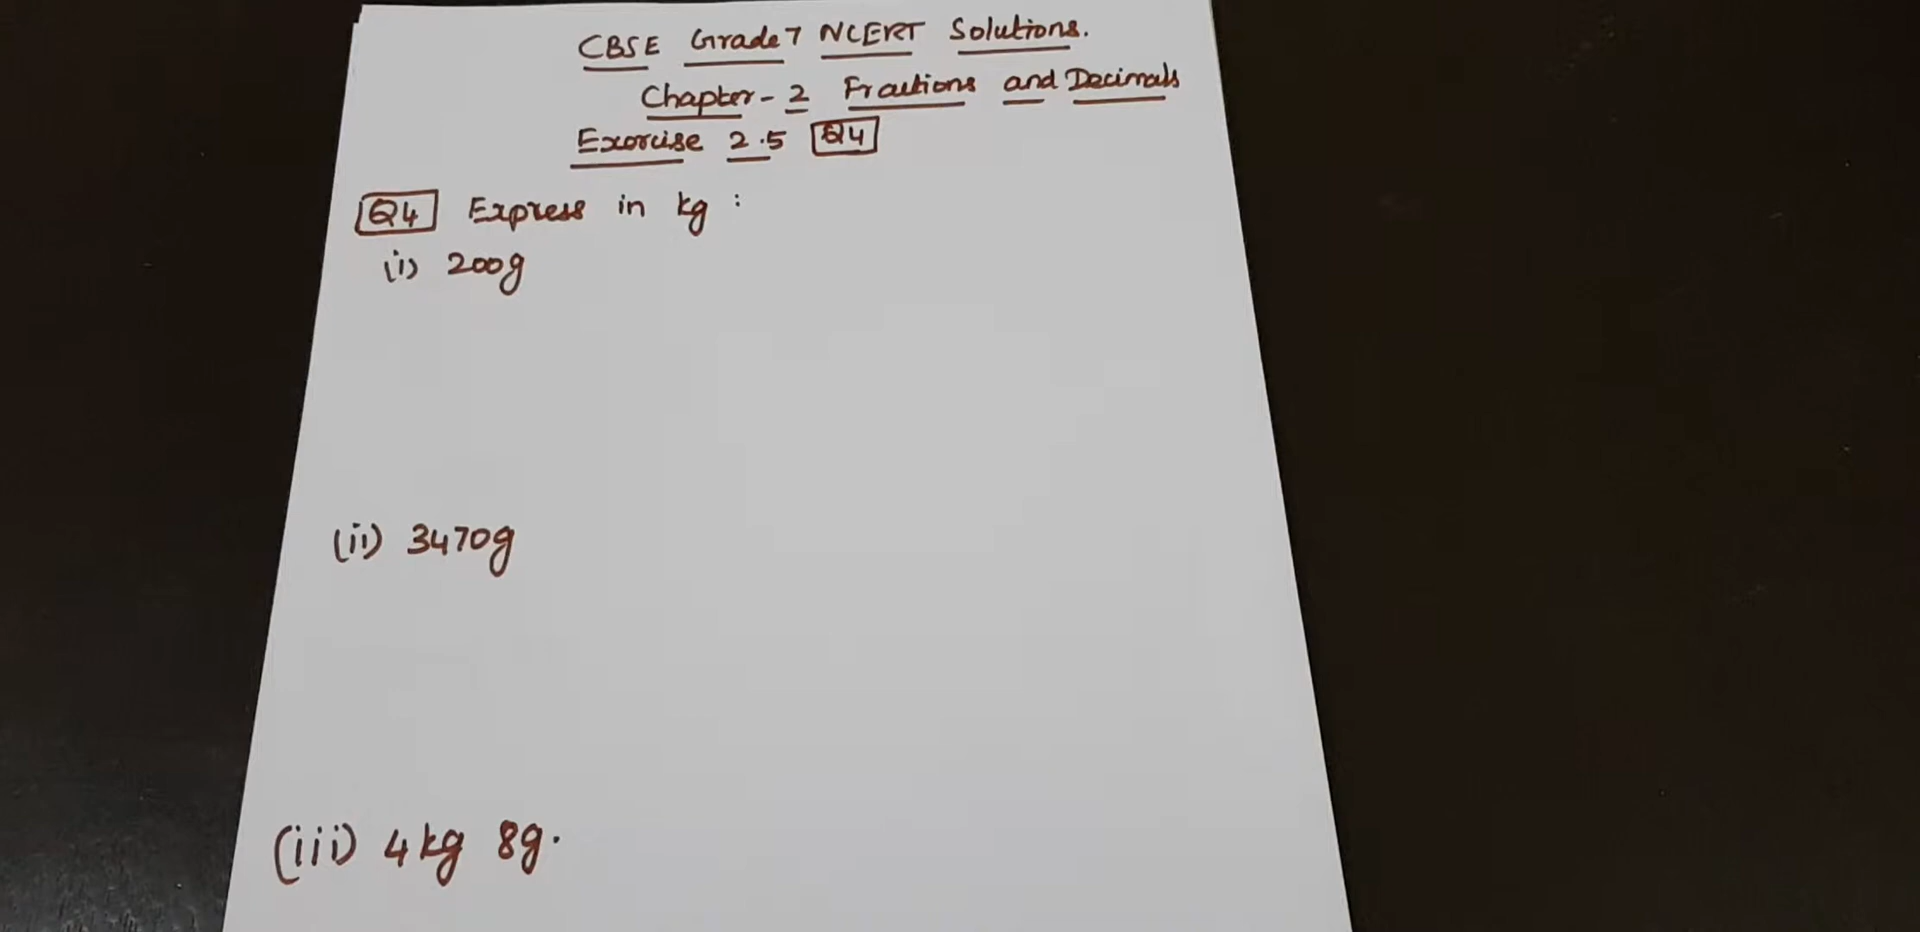 CBSE Grade 7 NCERT Solutions.
Chapter - 2 Fractions and Decimals
Exercise 2.5 Q4
Q4 Express in kg :
(i) 200g
(ii) 3470g
(iii) 4kg 8g.